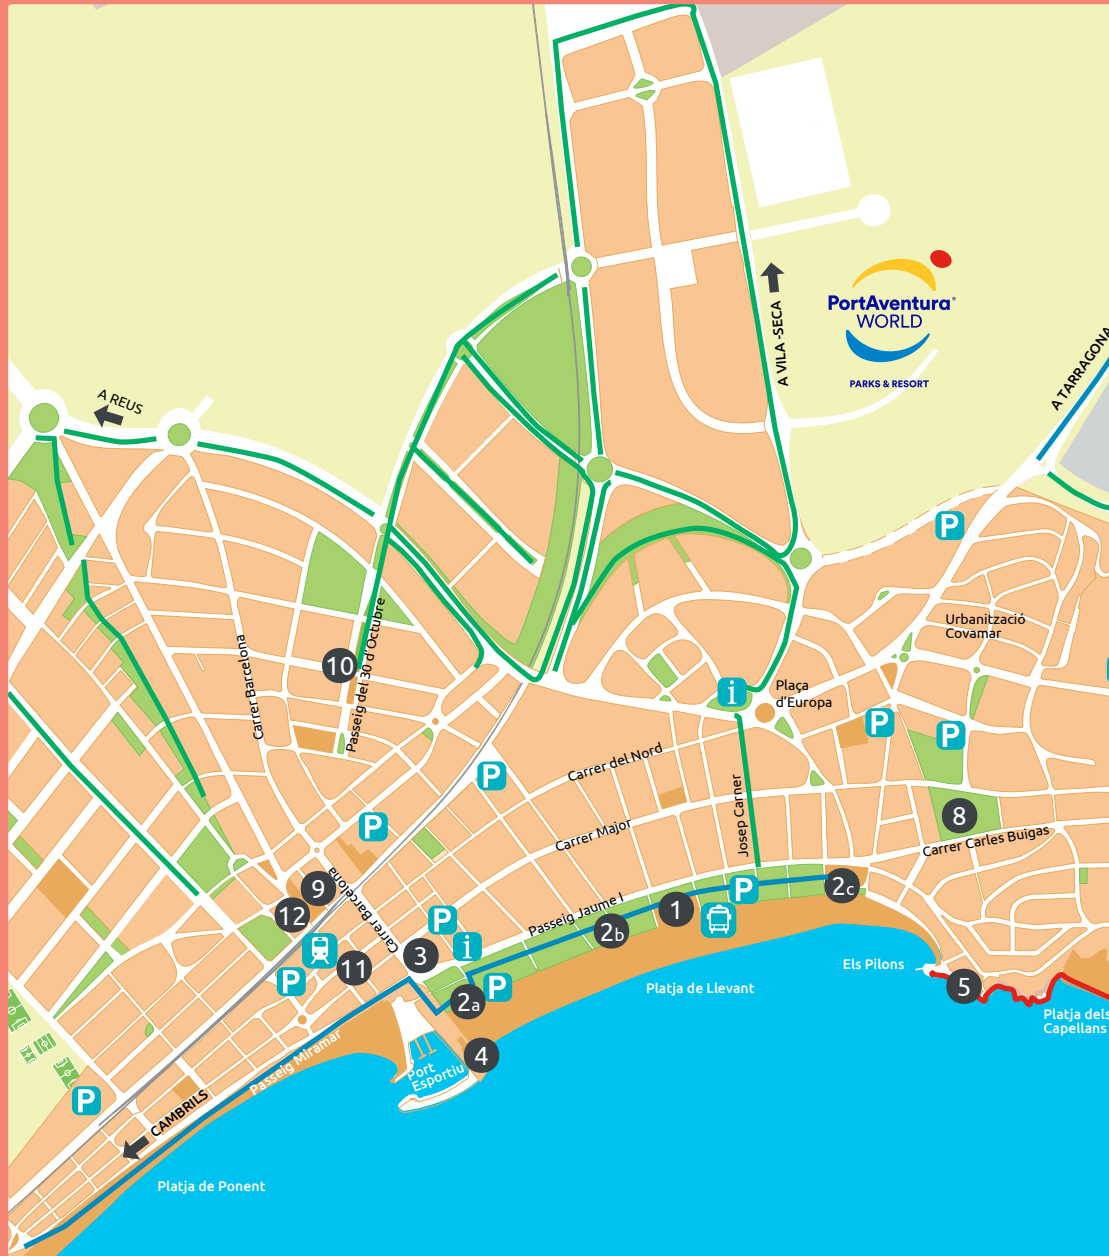 A VILA -SECA
PortAventura®
WORLD
PARKS & RESORT
A TARRAGONA
A REUS
P
Urbanització
Covamar
Carrer Barcelona
10
Passeig del 30 d'Octubre
i
Plaça
d'Europa
P
P
P
Carrer del Nord
Josep Carner
8
P
Carrer Major
Carrer Carles Buigas
9
12
Carrer Barcelona
P
2c
P
Passeig Jaume I
1
2b
i
3
11
P
P
2a
Els Pilons
5
Platja de Llevant
Platja dels
Capellans
Passeig Miramar
4
Port
Esportiu
P
CAMBRILS
Platja de Ponent